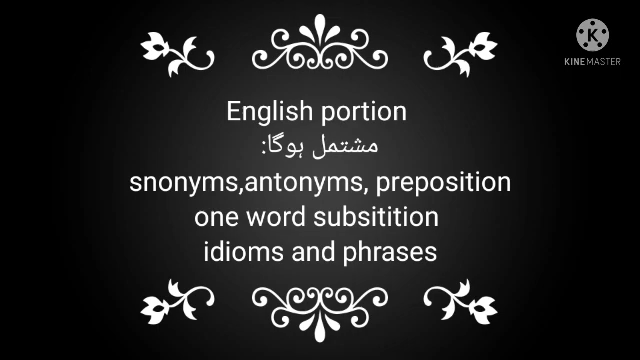 KINEMASTER
English portion
مشتمل ہوگا:
snonyms,antonyms, preposition
one word subsitition
idioms and phrases